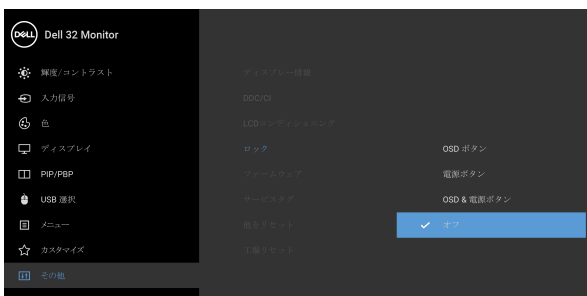 DELL
Dell 32 Monitor
輝度/コントラスト
入力信号
色
ディスプレイ
PIP/PBP
USB 選択
メニュー
カスタマイズ
その他
ディスプレー情報
DDC/CI
LCDコンディショニング
ロック
ファームウェア
サービスタグ
他をリセット
工場リセット
OSD ボタン
電源ボタン
OSD & 電源ボタン
オフ